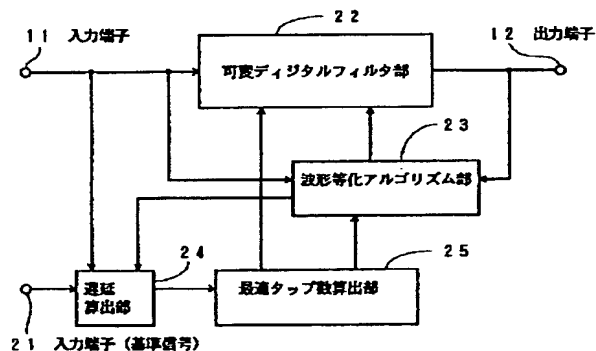 11 入力端子
22
12 出力端子
可変ディジタルフィルタ部
23
波形等化アルゴリズム部
24
25
遅延
算出部
最適タップ数算出部
21 入力端子(基準信号)